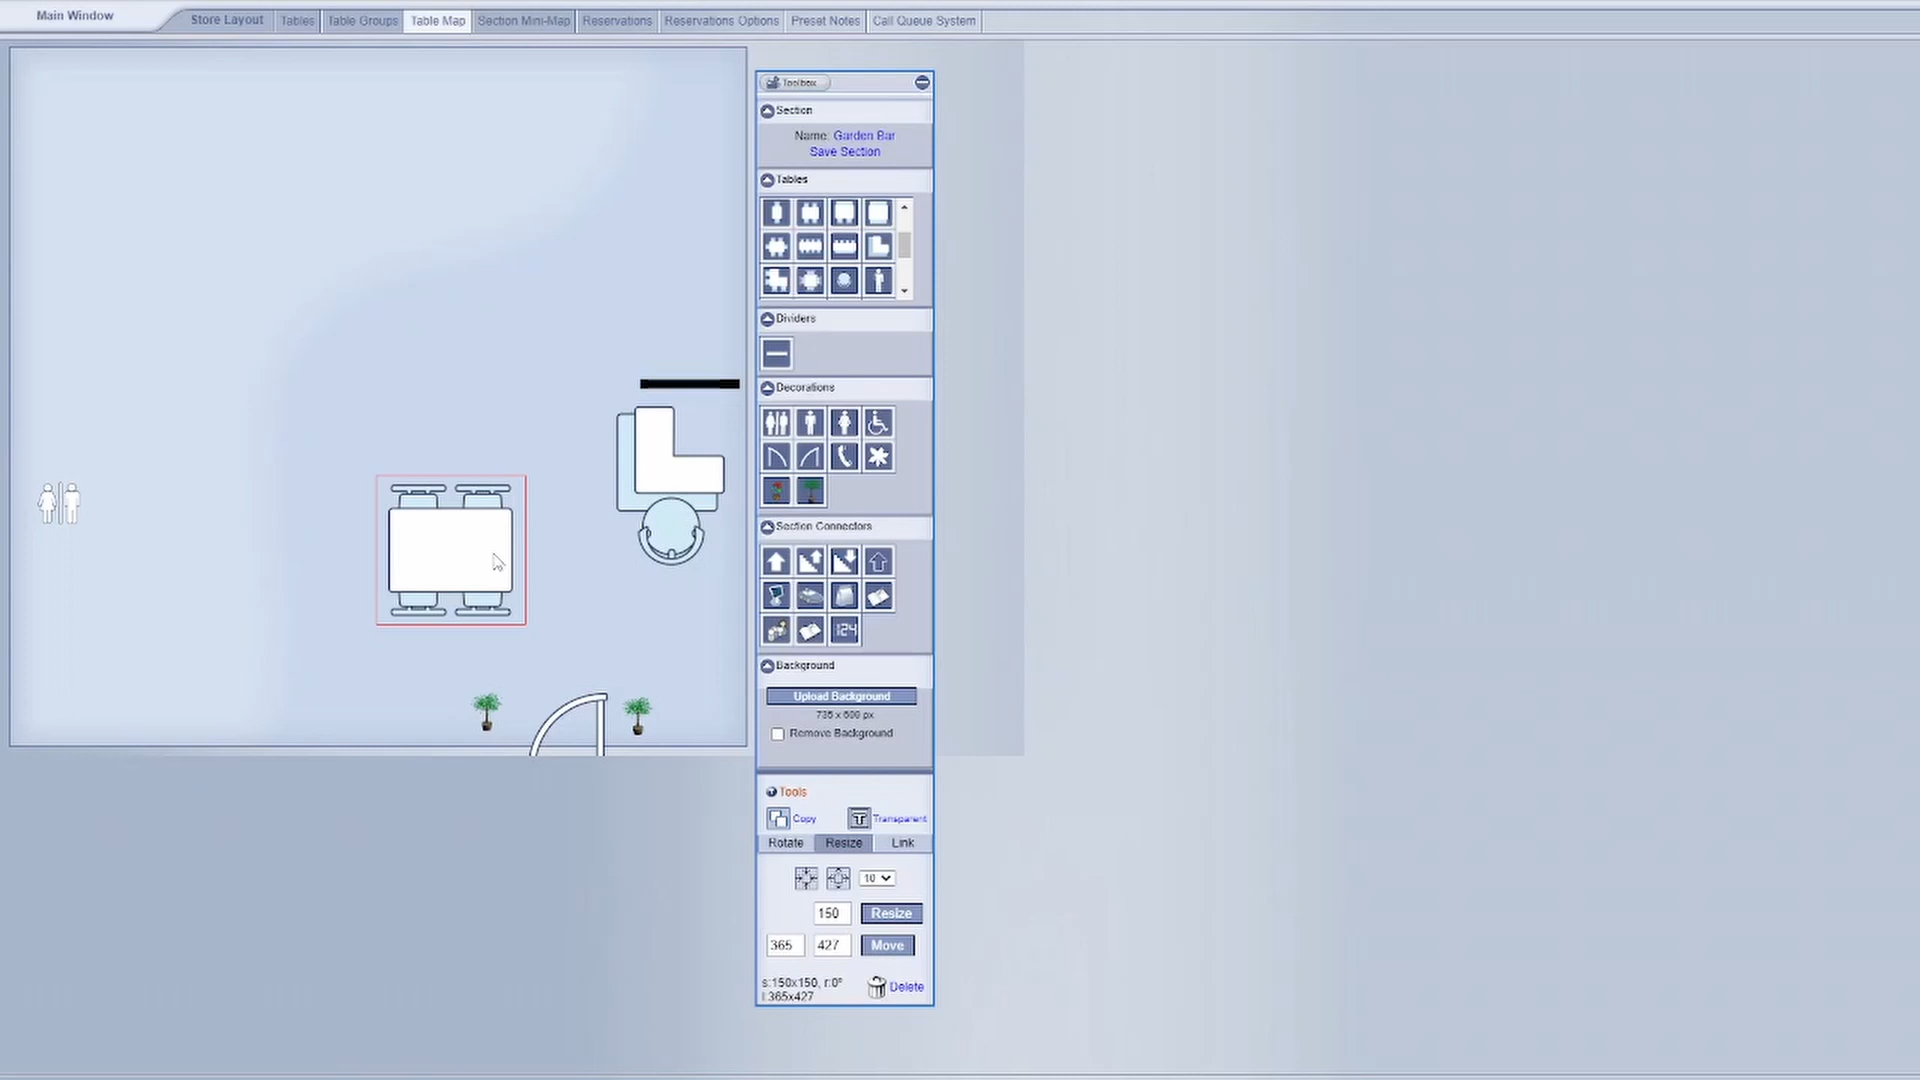 Main Window
Store Layout
Tables
Table Groups
Table Map
Section Mini-Map
Reservations
Reservations Options
Preset Notes
Call Queue System
Toolbox
Section
Name: Garden Bar
Save Section
Tables
Dividers
Decorations
Section Connectors
124
Background
Upload Background
735 x 699 px
Remove Background
Tools
Copy
Transparent
Rotate
Resize
Link
10
150
Resize
365
427
Move
s:150x150, r:0°
l:365x427
Delete